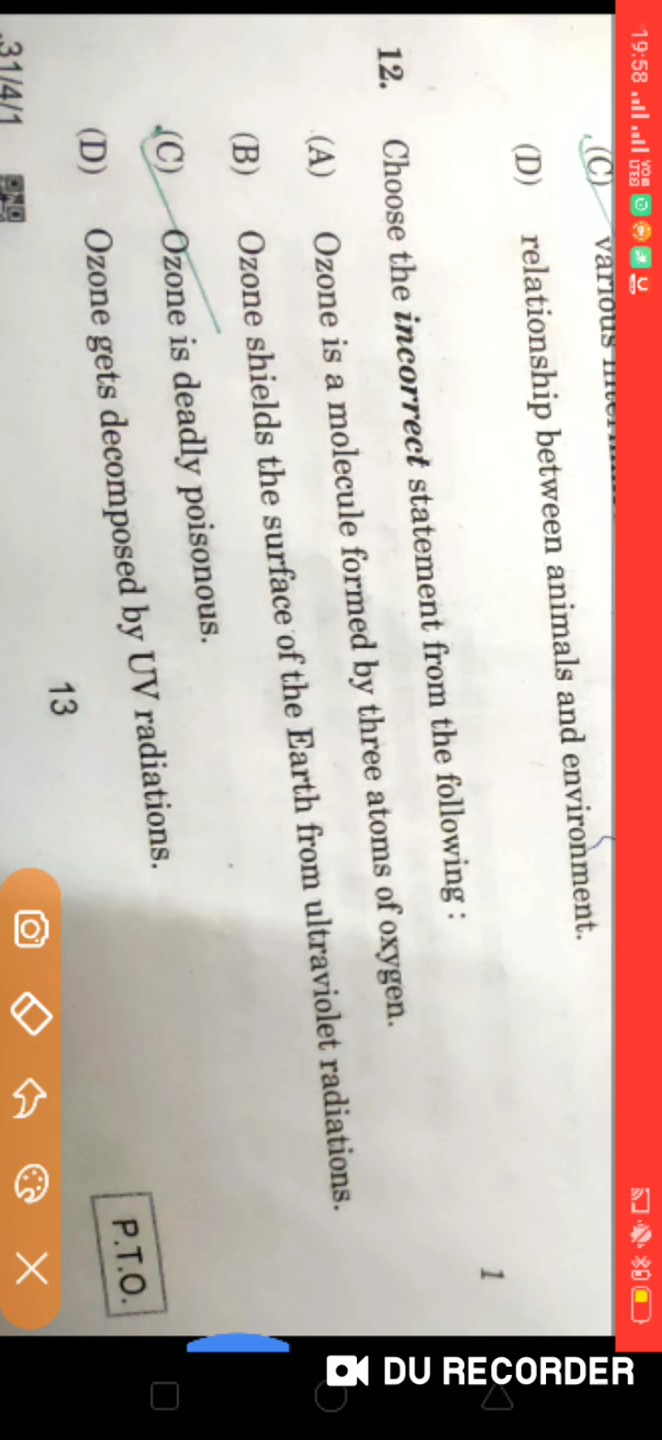 19:58
(C) various
(D) relationship between animals and environment.
12. Choose the incorrect statement from the following : 1
(A) Ozone is a molecule formed by three atoms of oxygen.
(B) Ozone shields the surface of the Earth from ultraviolet radiations.
(C) Ozone is deadly poisonous.
(D) Ozone gets decomposed by UV radiations.
31/4/1 13 P.T.O.
DU RECORDER